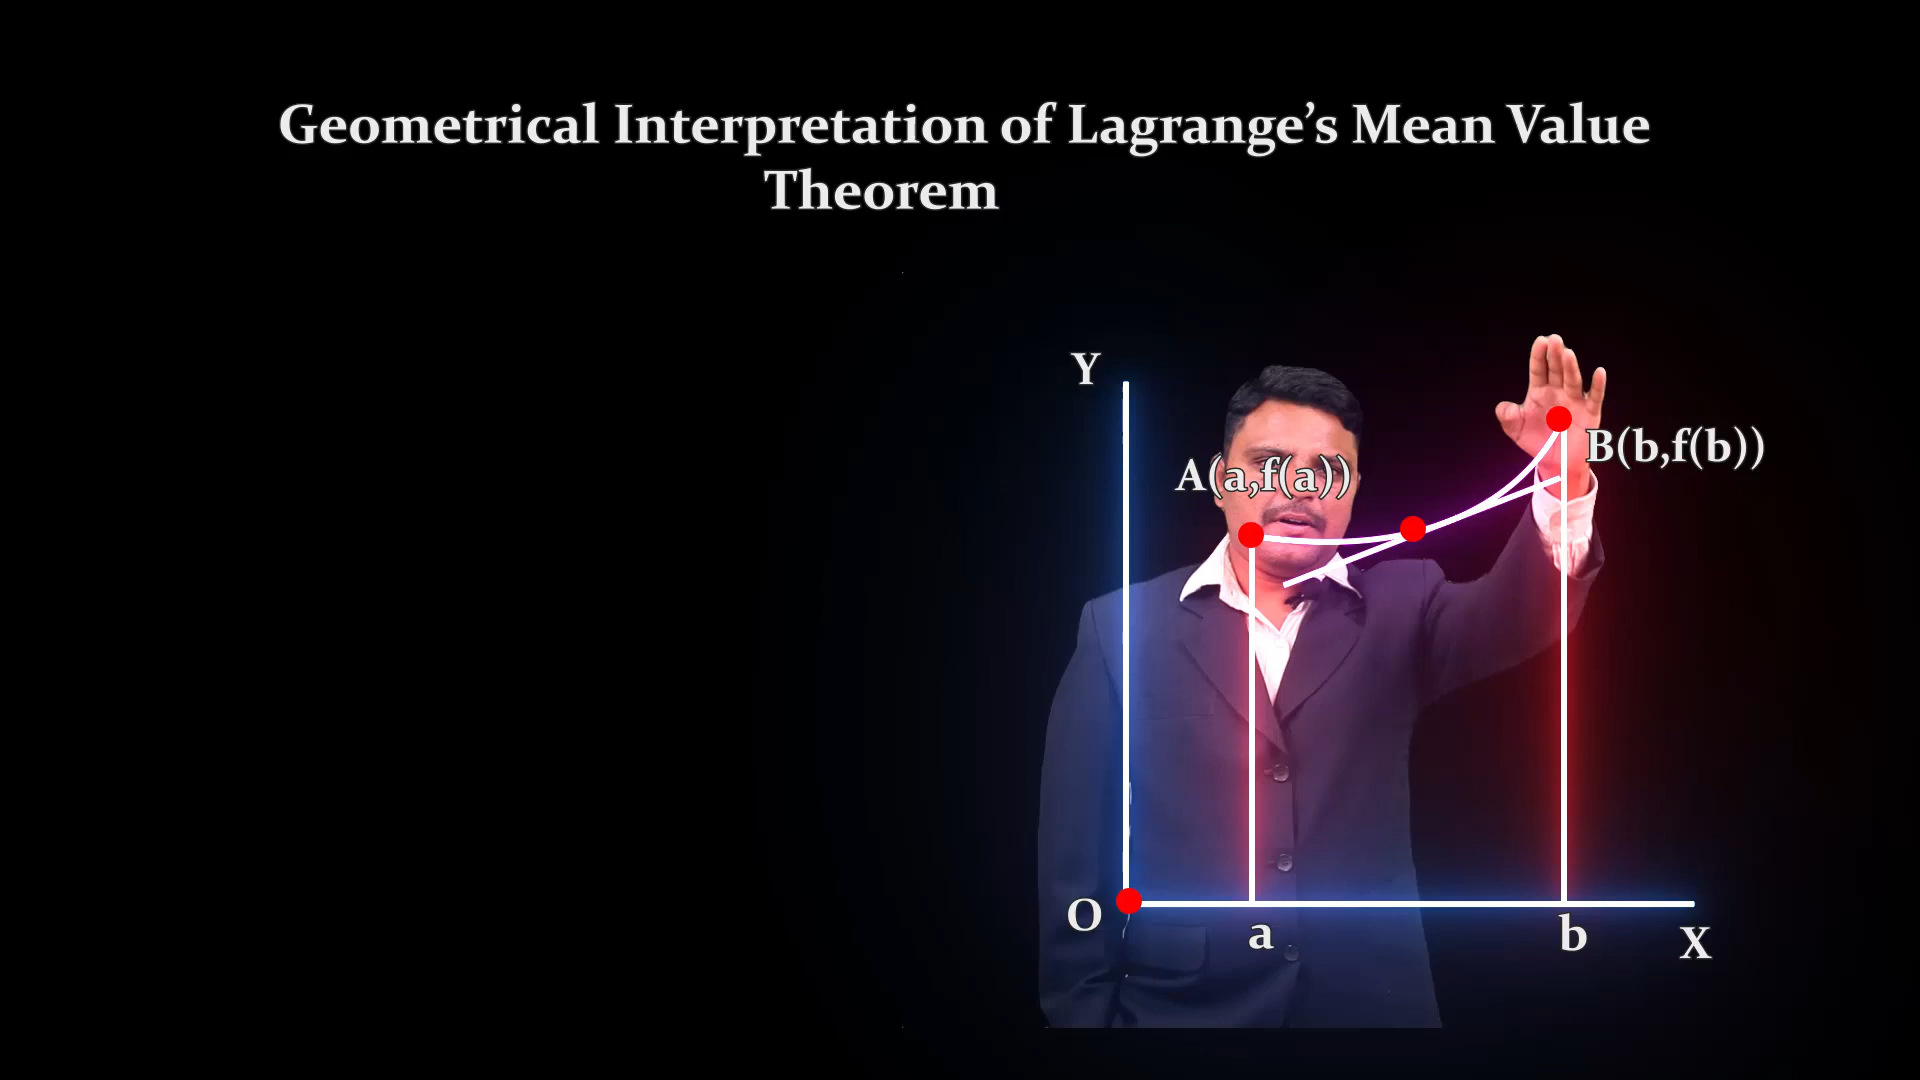 Geometrical Interpretation of Lagrange’s Mean Value
Theorem
Y
A(a,f(a))
B(b,f(b))
O
a
b
X